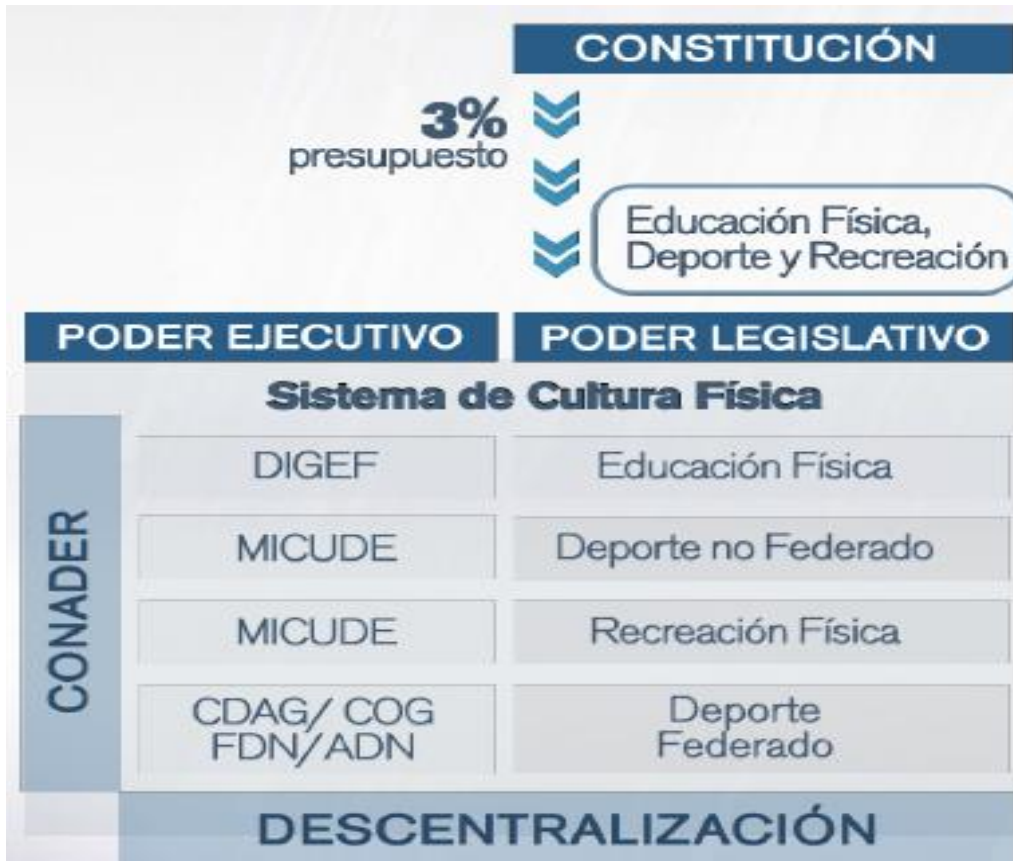 CONSTITUCIÓN
3%
presupuesto
Educación Física,
Deporte y Recreación
PODER EJECUTIVO
PODER LEGISLATIVO
Sistema de Cultura Física
CONADER
DIGEF
Educación Física
MICUDE
Deporte no Federado
MICUDE
Recreación Física
CDAG/ COG
FDN/ADN
Deporte
Federado
DESCENTRALIZACIÓN